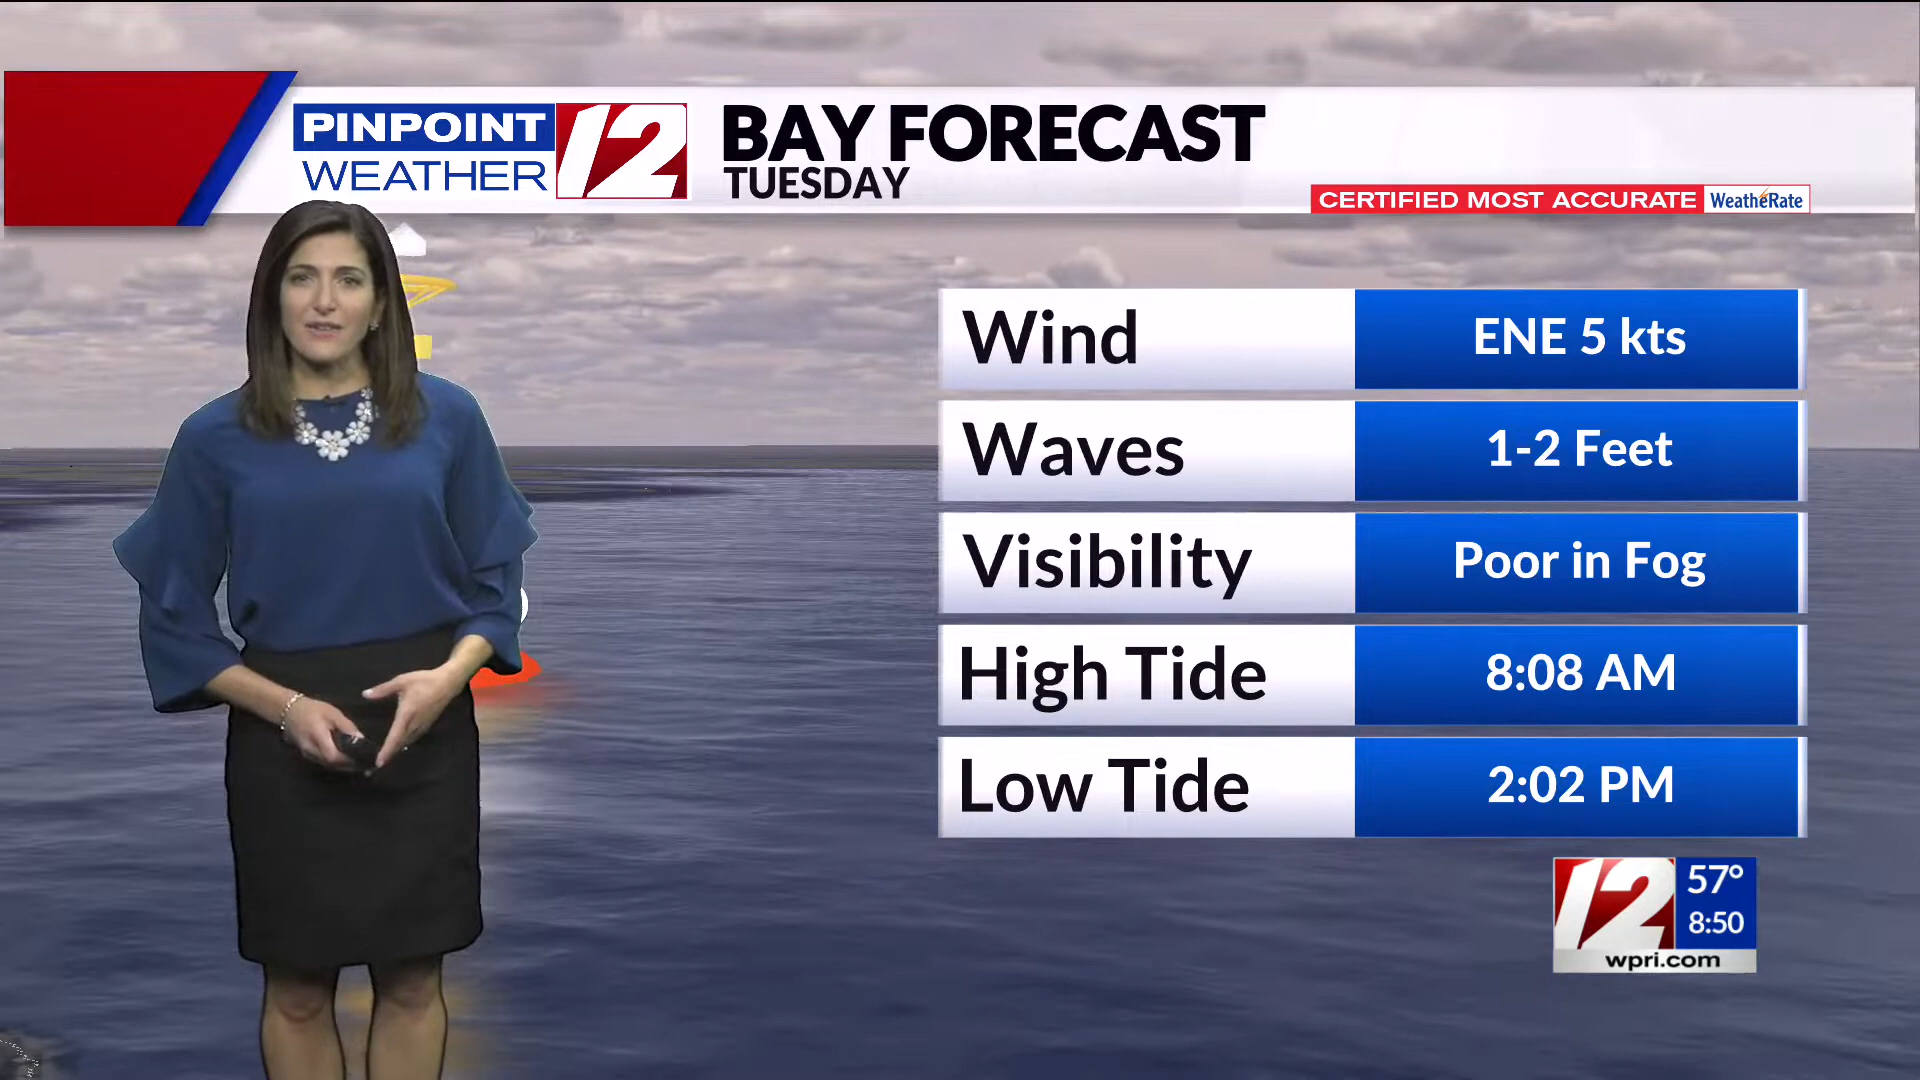 PINPOINT
WEATHER
12
BAY FORECAST
TUESDAY
CERTIFIED MOST ACCURATE WeatheRate
Wind ENE 5 kts
Waves 1-2 Feet
Visibility Poor in Fog
High Tide 8:08 AM
Low Tide 2:02 PM
12 57°
8:50
wpri.com